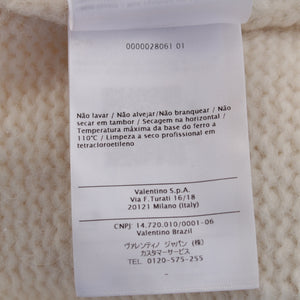 0000028061 01
Não lavar / Não alvejar/Não branquear / Não
secar em tambor / Secagem na horizontal /
Temperatura máxima da base do ferro a
110°C / Limpeza a seco profissional em
tetracloroetileno
Valentino S.p.A.
Via F.Turati 16/18
20121 Milano (Italy)
CNPJ: 14.720.010/0001-06
Valentino Brazil
ヴァレンティノ ジャパン (株)
カスタマーサービス
TEL 0120-575-255